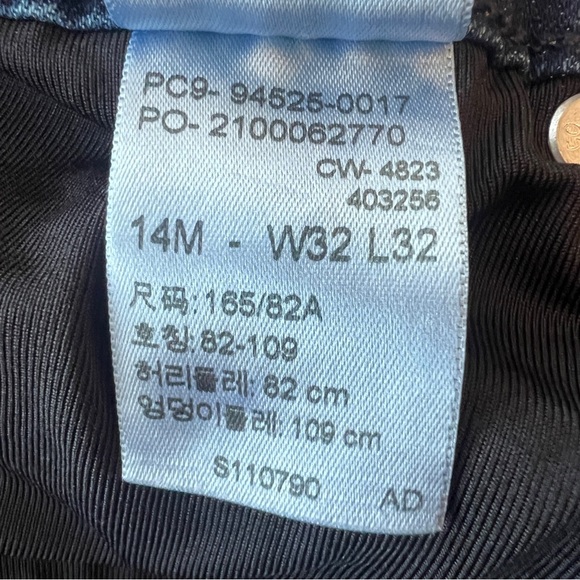 PC9- 94525-0017
PO- 2100062770
CW- 4823
403256
14M - W32 L32
尺码: 165/82A
호칭: 82-109
허리둘레: 82 cm
엉덩이둘레: 109 cm
S110790 AD